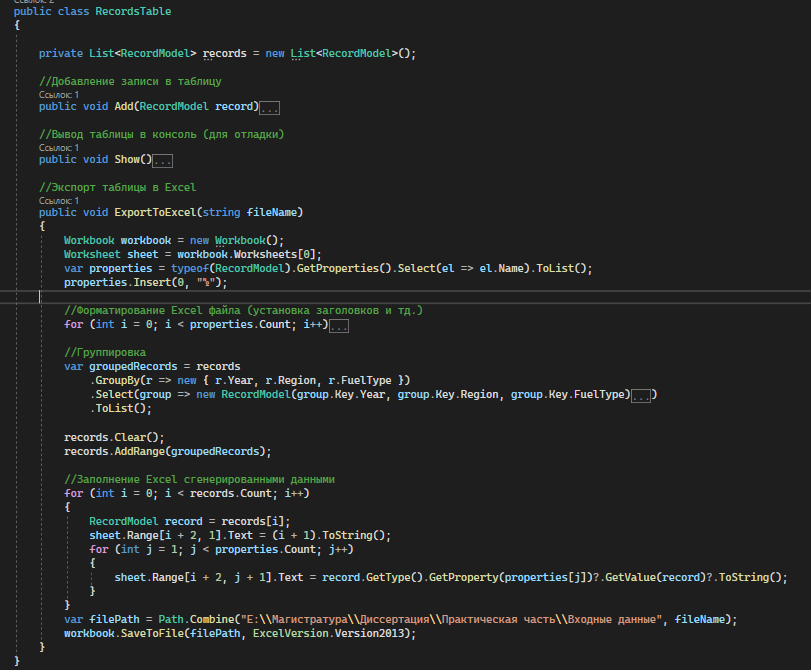 Ссылок: 2
public class RecordsTable
{
private List<RecordModel> records = new List<RecordModel>();
//Добавление записи в таблицу
Ссылок: 1
public void Add(RecordModel record)...
//Вывод таблицы в консоль (для отладки)
Ссылок: 1
public void Show()...
//Экспорт таблицы в Excel
Ссылок: 1
public void ExportToExcel(string fileName)
{
Workbook workbook = new Workbook();
Worksheet sheet = workbook.Worksheets[0];
var properties = typeof(RecordModel).GetProperties().Select(el => el.Name).ToList();
properties.Insert(0, "%");
//Форматирование Excel файла (установка заголовков и тд.)
for (int i = 0; i < properties.Count; i++)...
//Группировка
var groupedRecords = records
.GroupBy(r => new { r.Year, r.Region, r.FuelType })
.Select(group => new RecordModel(group.Key.Year, group.Key.Region, group.Key.FuelType)...)
.ToList();
records.Clear();
records.AddRange(groupedRecords);
//Заполнение Excel сгенерированными данными
for (int i = 0; i < records.Count; i++)
{
RecordModel record = records[i];
sheet.Range[i + 2, 1].Text = (i + 1).ToString();
for (int j = 1; j < properties.Count; j++)
{
sheet.Range[i + 2, j + 1].Text = record.GetType().GetProperty(properties[j])?.GetValue(record)?.ToString();
}
}
var filePath = Path.Combine("E:\\Магистратура\\Диссертация\\Практическая часть\\Входные данные", fileName);
workbook.SaveToFile(filePath, ExcelVersion.Version2013);
}
}